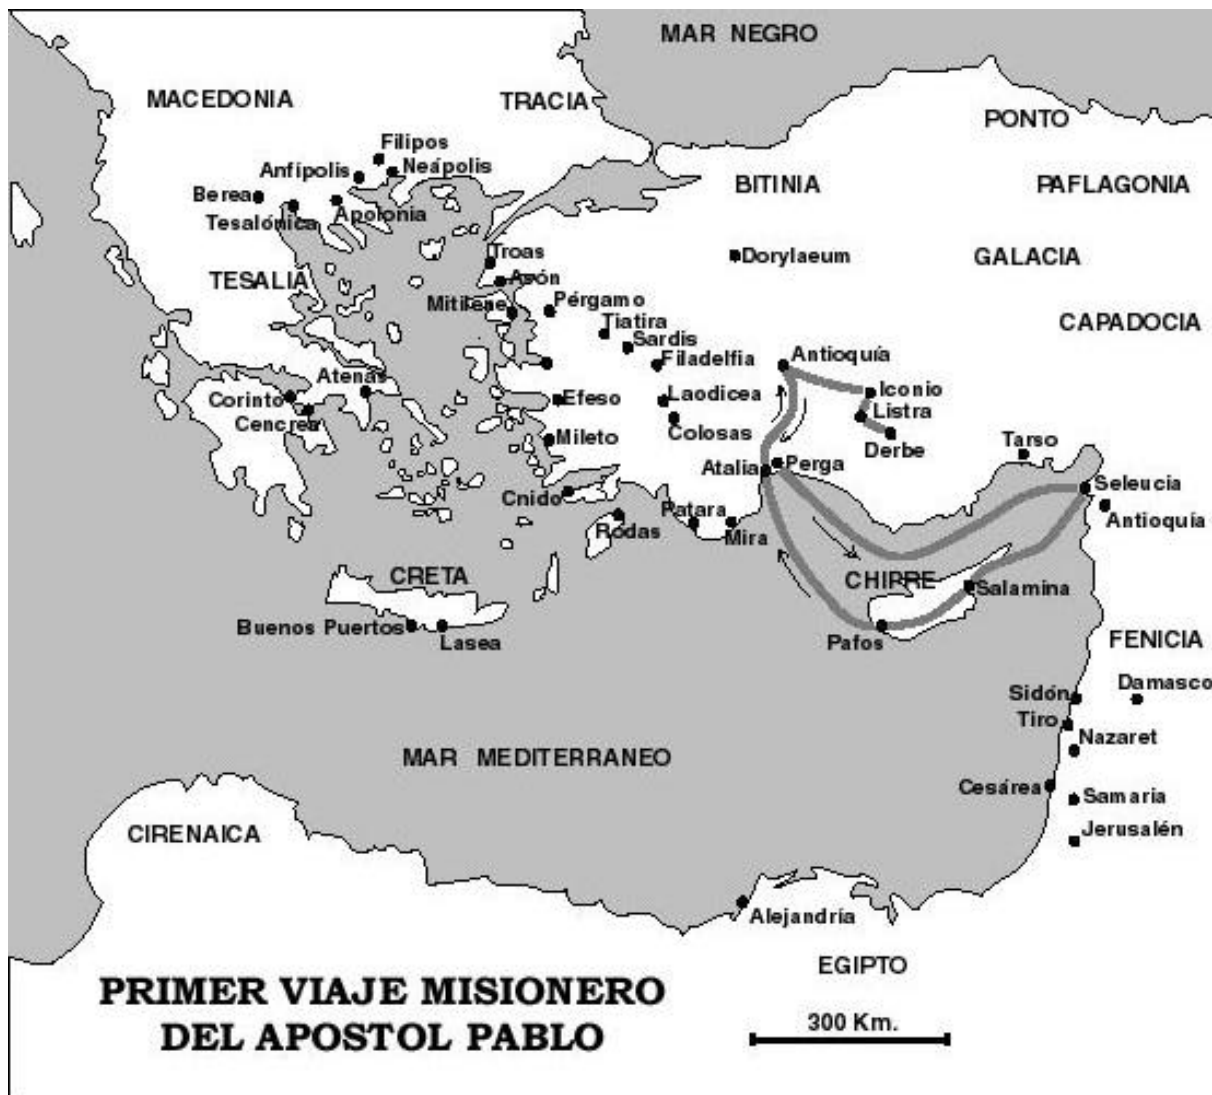 MAR NEGRO
MACEDONIA
TRACIA
PONTO
Filipos
Anfípolis
Neápolis
BITINIA
PAFLAGONIA
Berea
Tesalónica
Apolonia
Troas
Dorylaeum
GALACIA
TESALIA
Asón
Mitilene
Pérgamo
CAPADOCIA
Tiatira
Sardis
Filadelfia
Antioquía
Atenas
Corinto
Cencrea
Efeso
Laodicea
Iconio
Listra
Mileto
Colosas
Derbe
Tarso
Atalia
Perga
Seleucia
Cnido
Patara
Antioquía
Rodas
Mira
CRETA
CHIPRE
Salamina
Buenos Puertos
Lasea
Pafos
FENICIA
Sidón
Damasco
Tiro
Nazaret
MAR MEDITERRANEO
Cesárea
Samaria
CIRENAICA
Jerusalén
Alejandría
EGIPTO
PRIMER VIAJE MISIONERO
DEL APOSTOL PABLO
300 Km.